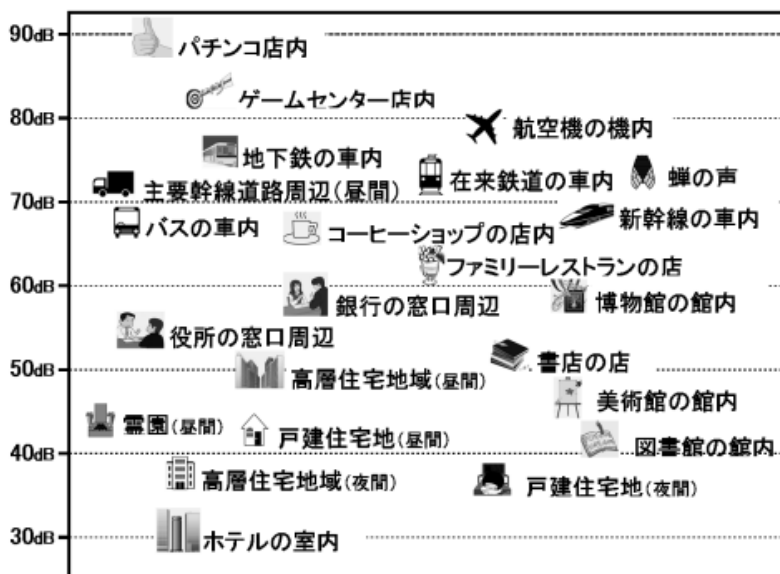 90dB
パチンコ店内
ゲームセンター店内
80dB
航空機の機内
地下鉄の車内
在来鉄道の車内
蝉の声
主要幹線道路周辺(昼間)
70dB
バスの車内
コーヒーショップの店内
新幹線の車内
ファミリーレストランの店
60dB
銀行の窓口周辺
博物館の館内
役所の窓口周辺
書店の店
50dB
高層住宅地域(昼間)
美術館の館内
霊園(昼間)
戸建住宅地(昼間)
図書館の館内
40dB
高層住宅地域(夜間)
戸建住宅地(夜間)
30dB
ホテルの室内